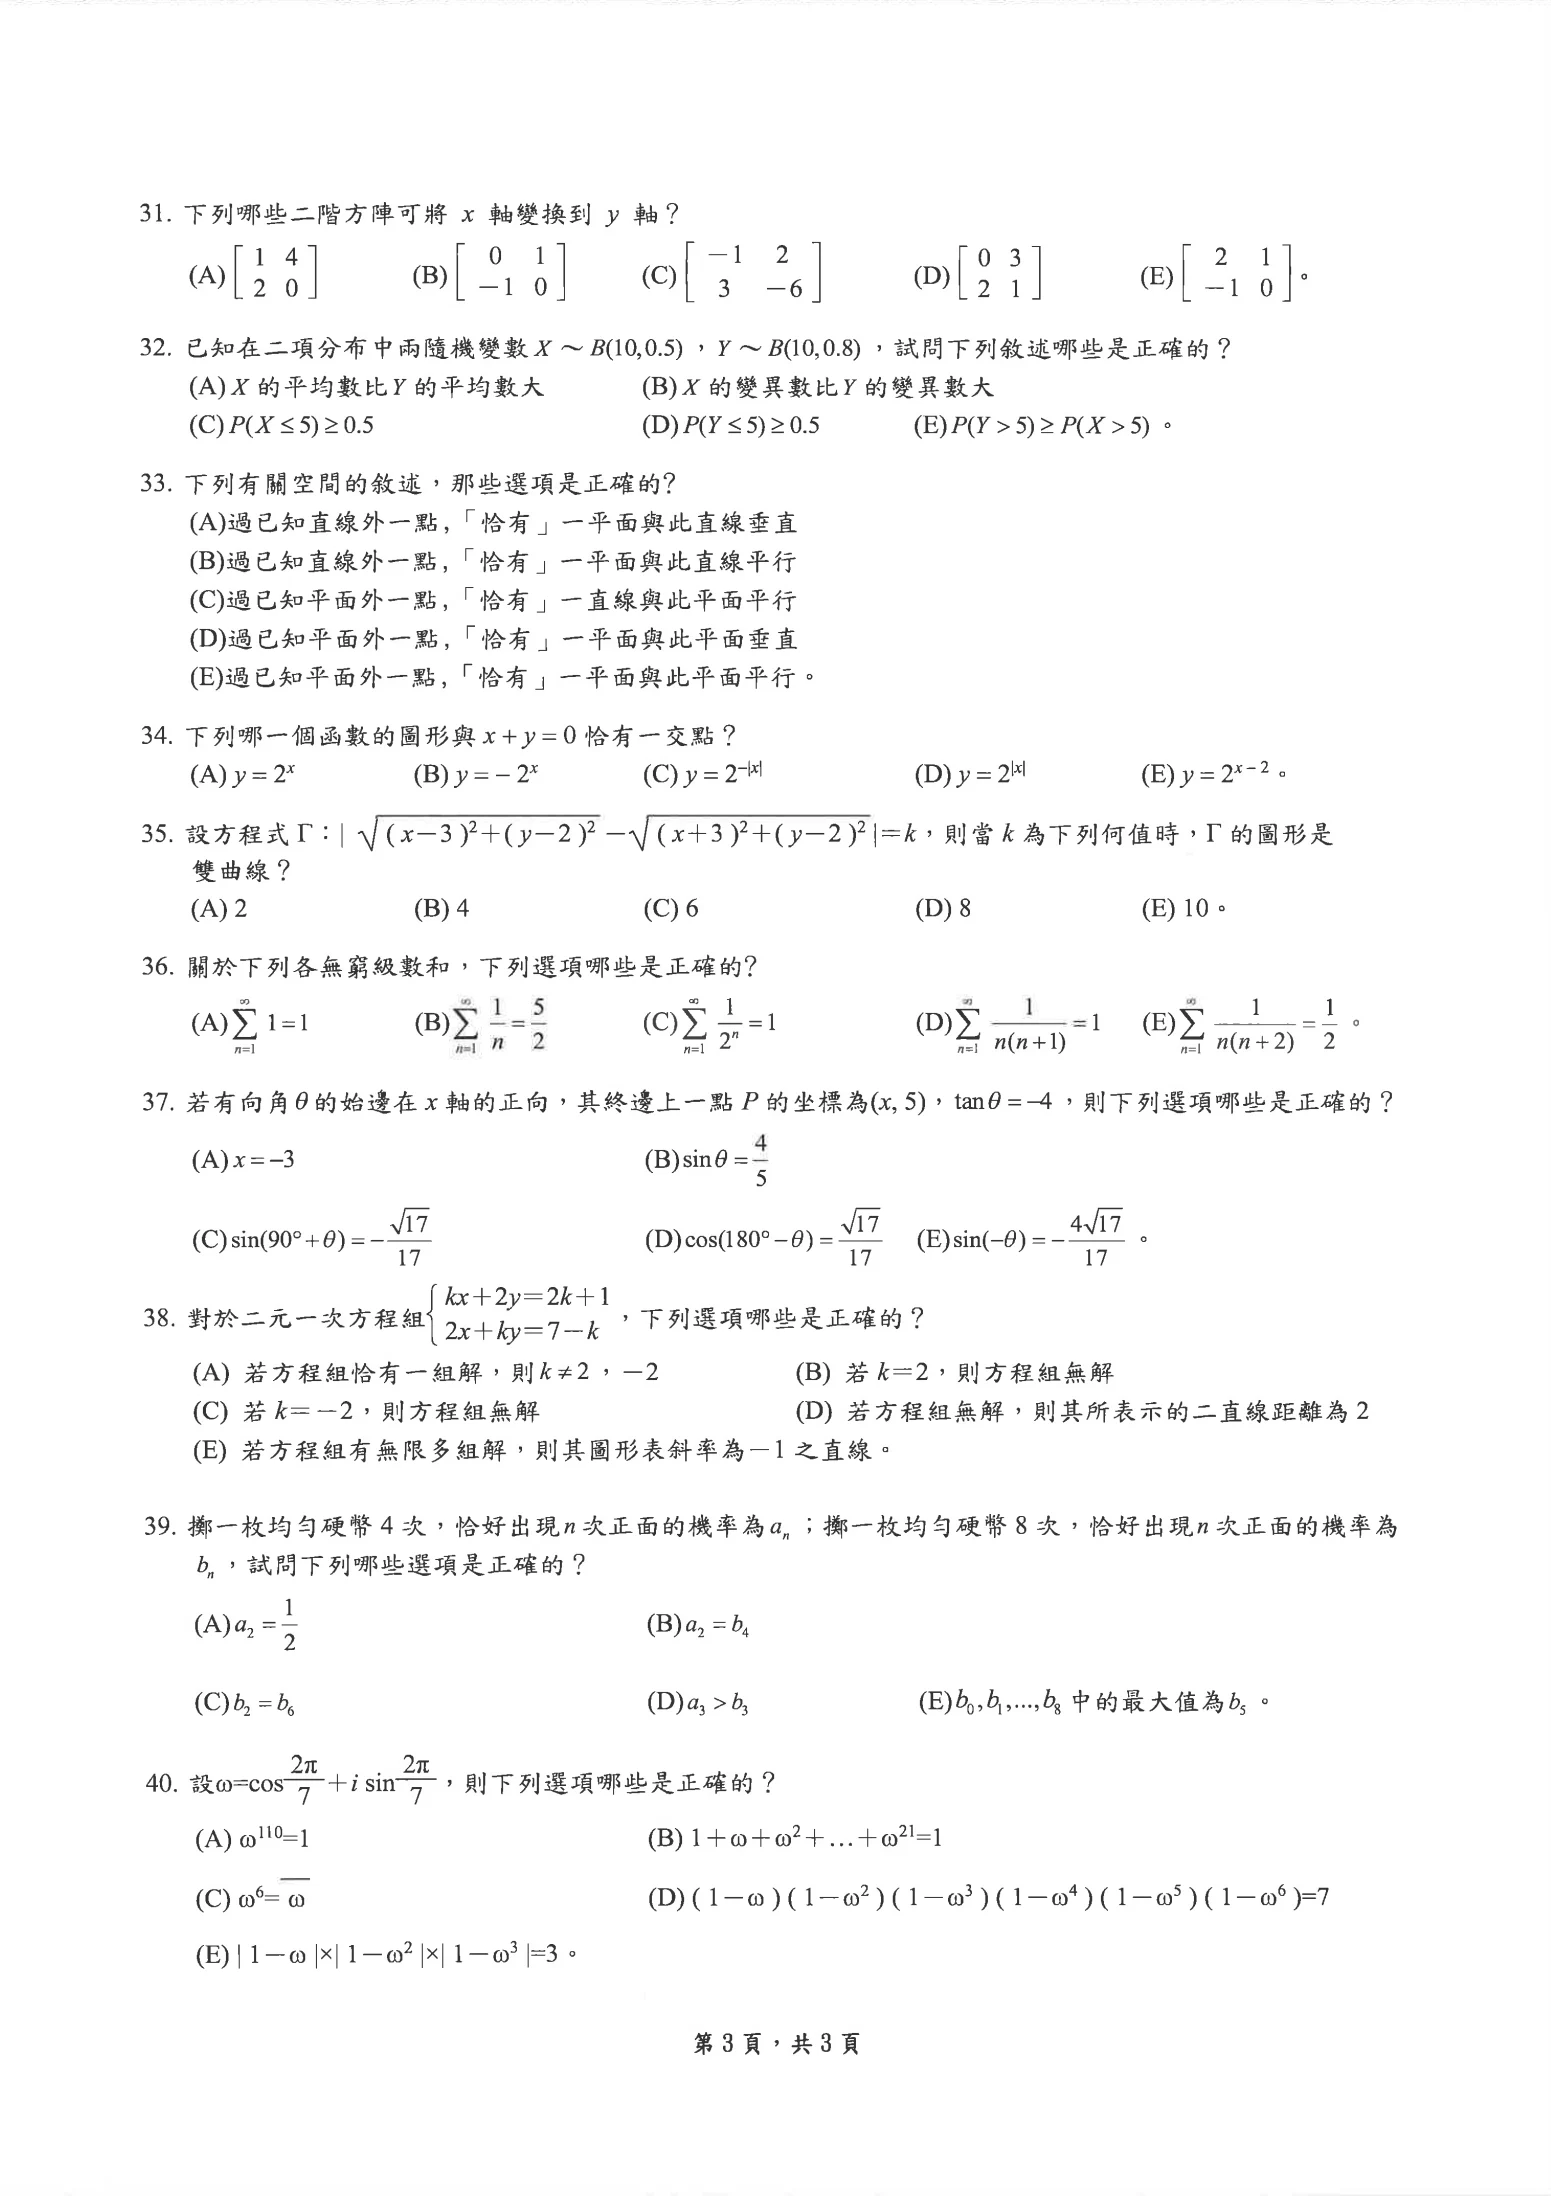 31. 下列哪些二階方陣可將 x 軸變換到 y 軸？
(A) [1 4; 2 0] (B) [0 1; −1 0] (C) [−1 2; 3 −6] (D) [0 3; 2 1] (E) [2 1; −1 0]。
32. 已知在二項分布中兩隨機變數 X ～ B(10,0.5)，Y ～ B(10,0.8)，試問下列敘述哪些是正確的？
(A) X 的平均數比 Y 的平均數大 (B) X 的變異數比 Y 的變異數大
(C) P(X ≤ 5) ≥ 0.5 (D) P(Y ≤ 5) ≥ 0.5 (E) P(Y > 5) ≥ P(X > 5)。
33. 下列有關空間的敘述，那些選項是正確的?
(A)過已知直線外一點,「恰有」一平面與此直線垂直
(B)過已知直線外一點,「恰有」一平面與此直線平行
(C)過已知平面外一點,「恰有」一直線與此平面平行
(D)過已知平面外一點,「恰有」一平面與此平面垂直
(E)過已知平面外一點,「恰有」一平面與此平面平行。
34. 下列哪一個函數的圖形與 x + y = 0 恰有一交點？
(A) y = 2^x (B) y = − 2^x (C) y = 2^{−|x|} (D) y = 2^{|x|} (E) y = 2^{x−2}。
35. 設方程式 Γ：| √((x−3)²+(y−2)²) −√((x+3)²+(y−2)²) |=k，則當 k 為下列何值時，Γ 的圖形是
雙曲線？
(A) 2 (B) 4 (C) 6 (D) 8 (E) 10。
36. 關於下列各無窮級數和，下列選項哪些是正確的?
(A) ∑_{n=1}^{∞} 1 = 1 (B) ∑_{n=1}^{∞} 1/n = 5/2 (C) ∑_{n=1}^{∞} 1/2^n = 1 (D) ∑_{n=1}^{∞} 1/(n(n+1)) = 1 (E) ∑_{n=1}^{∞} 1/(n(n+2)) = 1/2。
37. 若有向角 θ 的始邊在 x 軸的正向，其終邊上一點 P 的坐標為(x, 5)，tanθ = −4，則下列選項哪些是正確的？
(A) x = −3 (B) sinθ = 4/5
(C) sin(90° + θ) = −√17/17 (D) cos(180° − θ) = √17/17 (E) sin(−θ) = −4√17/17。
38. 對於二元一次方程組{kx＋2y＝2k＋1; 2x＋ky＝7－k，下列選項哪些是正確的？
(A) 若方程組恰有一組解，則 k ≠ 2，－2 (B) 若 k＝2，則方程組無解
(C) 若 k＝－2，則方程組無解 (D) 若方程組無解，則其所表示的二直線距離為 2
(E) 若方程組有無限多組解，則其圖形表斜率為－1 之直線。
39. 擲一枚均勻硬幣 4 次，恰好出現 n 次正面的機率為 a_n；擲一枚均勻硬幣 8 次，恰好出現 n 次正面的機率為
b_n，試問下列哪些選項是正確的？
(A) a₂ = 1/2 (B) a₂ = b₄
(C) b₂ = b₆ (D) a₃ > b₃ (E) b₀,b₁,...,b₈ 中的最大值為 b₅。
40. 設ω=cos 2π/7 ＋i sin 2π/7，則下列選項哪些是正確的？
(A) ω¹¹⁰=1 (B) 1＋ω＋ω²＋…＋ω²¹=1
(C) ω⁶= ω̅ (D) (1－ω)(1－ω²)(1－ω³)(1－ω⁴)(1－ω⁵)(1－ω⁶)=7
(E) | 1－ω |×| 1－ω² |×| 1－ω³ |=3。
第 3 頁，共 3 頁